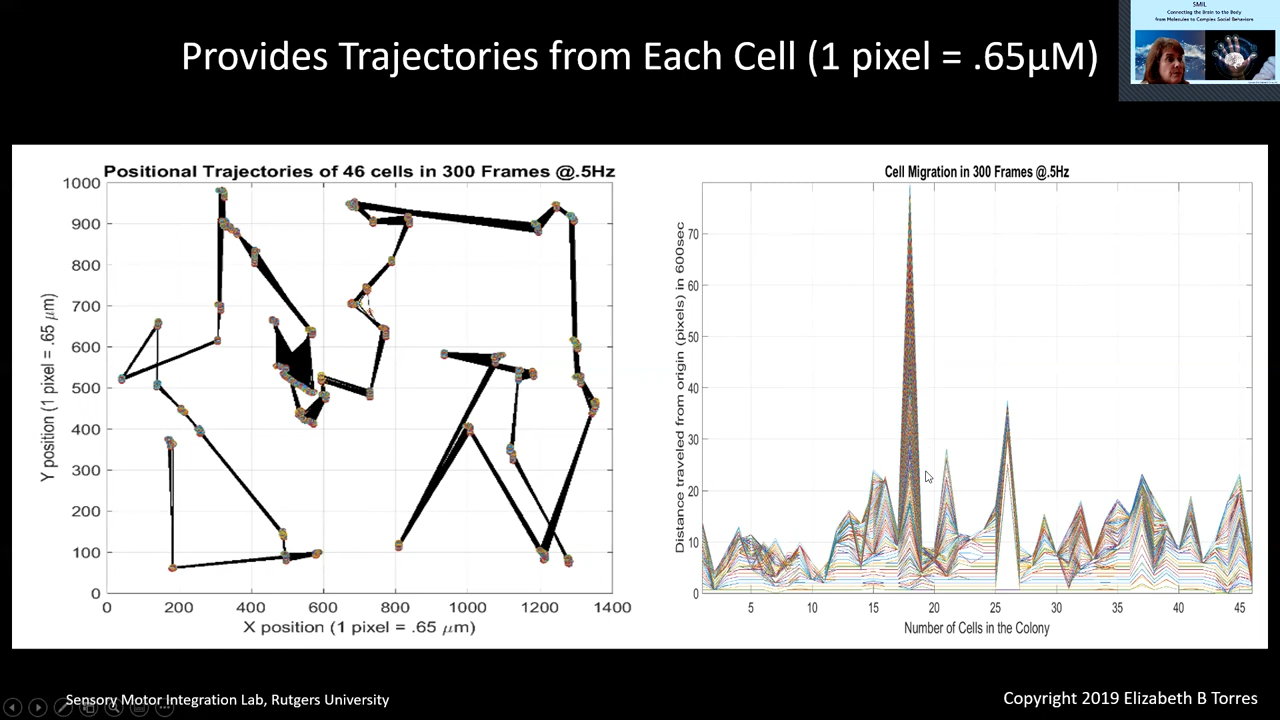 SMIL
Connecting the Brain to the Body
from Molecules to Complex Social Behaviors
Provides Trajectories from Each Cell (1 pixel = .65μM)
Positional Trajectories of 46 cells in 300 Frames @.5Hz
1000
900
800
700
600
500
400
300
200
100
0
Y position (1 pixel = .65 μm)
0 200 400 600 800 1000 1200 1400
X position (1 pixel = .65 μm)
Cell Migration in 300 Frames @.5Hz
70
60
50
40
30
20
10
0
Distance traveled from origin (pixels) in 600sec
5 10 15 20 25 30 35 40 45
Number of Cells in the Colony
Sensory Motor Integration Lab, Rutgers University
Copyright 2019 Elizabeth B Torres